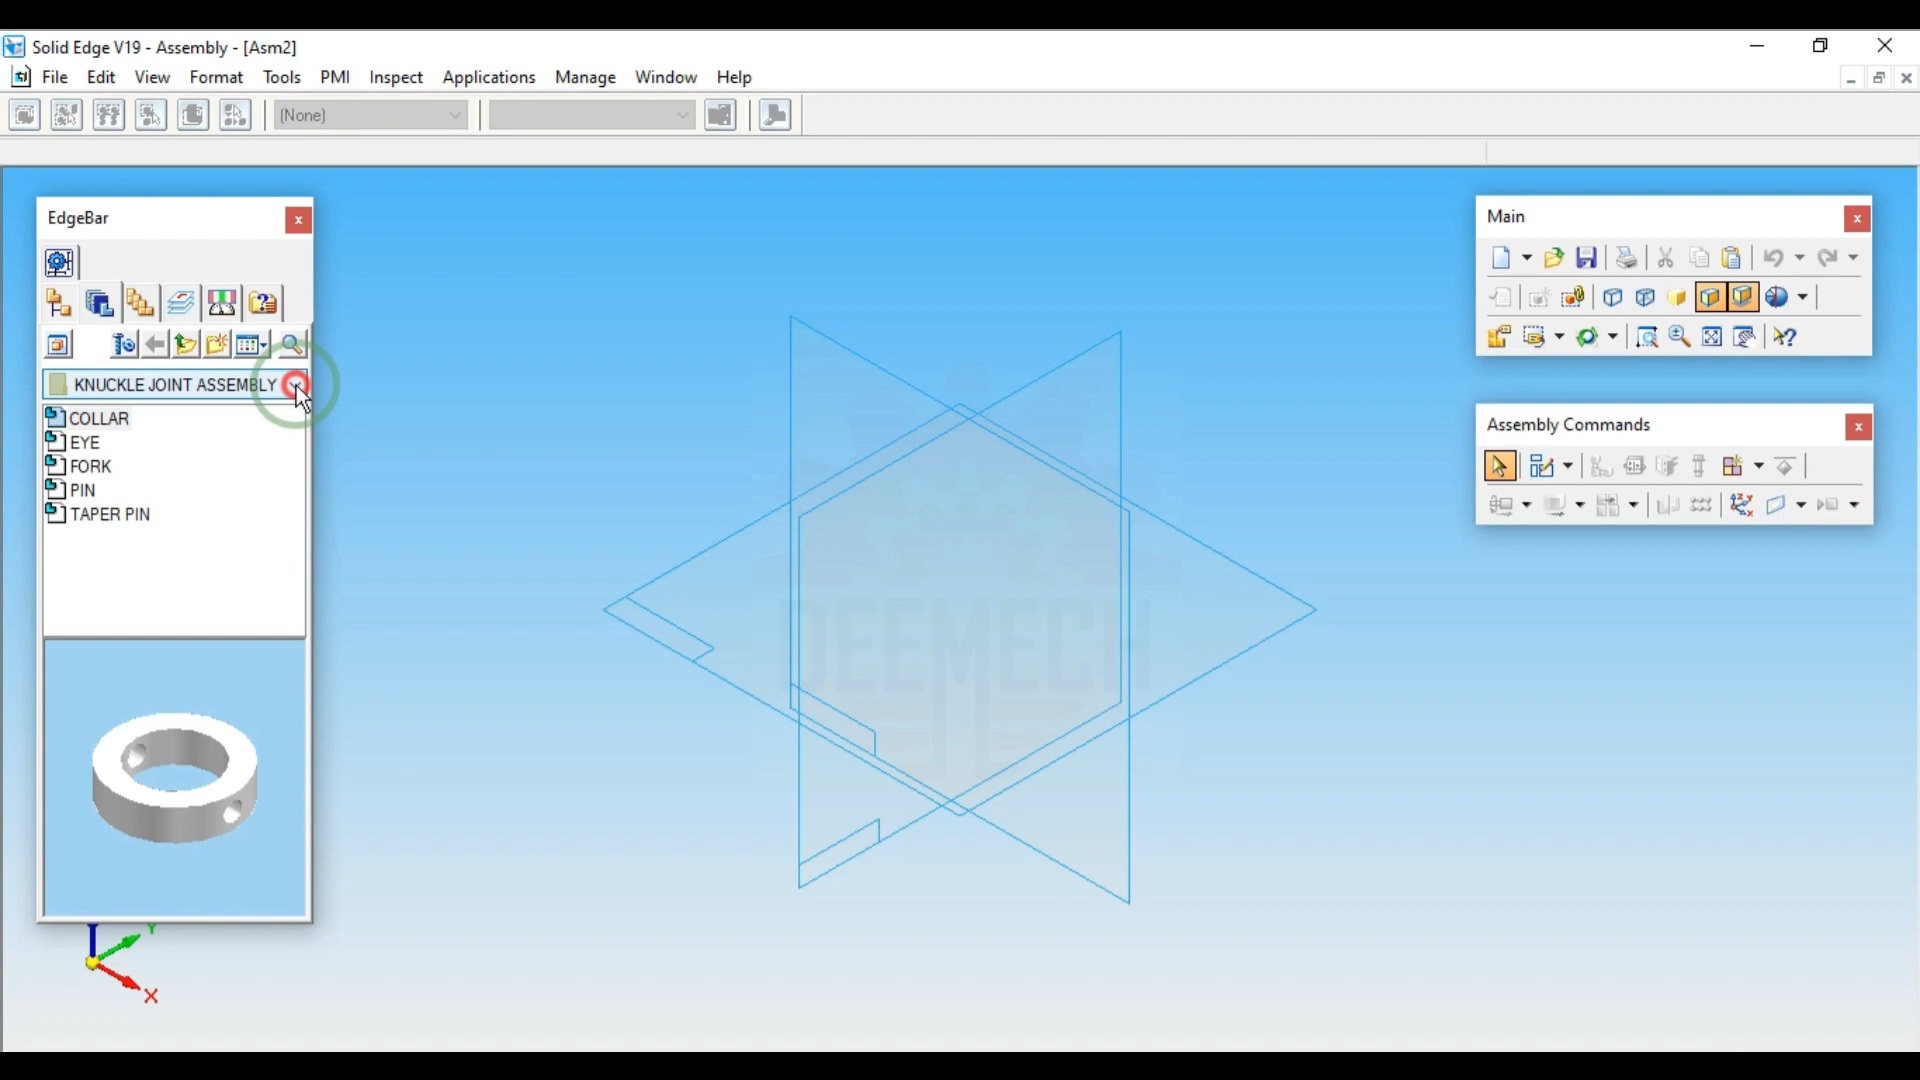 Solid Edge V19 - Assembly - [Asm2]
File Edit View Format Tools PMI Inspect Applications Manage Window Help
(None)
EdgeBar
KNUCKLE JOINT ASSEMBLY
COLLAR
EYE
FORK
PIN
TAPER PIN
Main
Assembly Commands
DEEMECH
Y
X